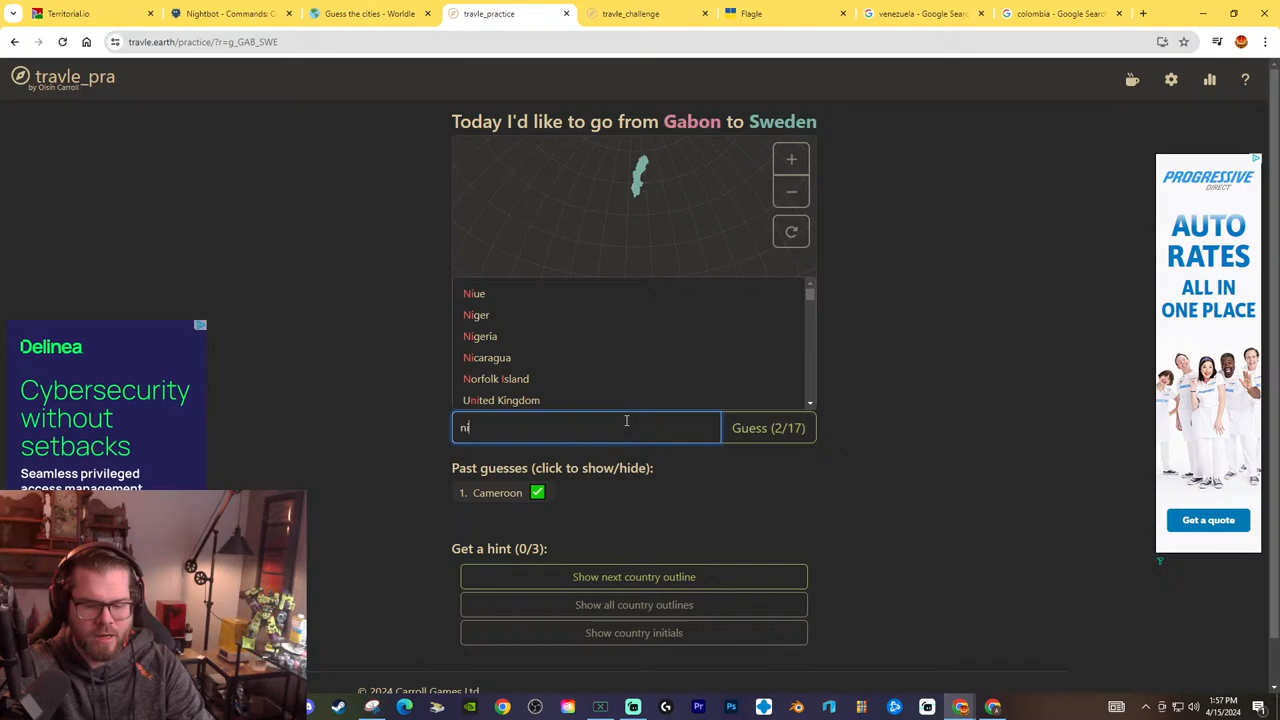 Territorial.io
Nightbot - Commands: C
Guess the cities - Worldle
travle_practice
travle_challenge
Flagle
venezuela - Google Sear
colombia - Google Search
travle.earth/practice/?r=g_GAB_SWE
travle_pra
by Oisín Carroll
Today I'd like to go from Gabon to Sweden
Niue
Niger
Nigeria
Nicaragua
Norfolk Island
United Kingdom
ni
Guess (2/17)
Past guesses (click to show/hide):
1. Cameroon
Get a hint (0/3):
Show next country outline
Show all country outlines
Show country initials
© 2024 Carroll Games Ltd
Delinea
Cybersecurity
without
setbacks
Seamless privileged
access management
PROGRESSIVE
DIRECT
AUTO
RATES
ALL IN
ONE PLACE
Get a quote
1:57 PM
4/15/2024